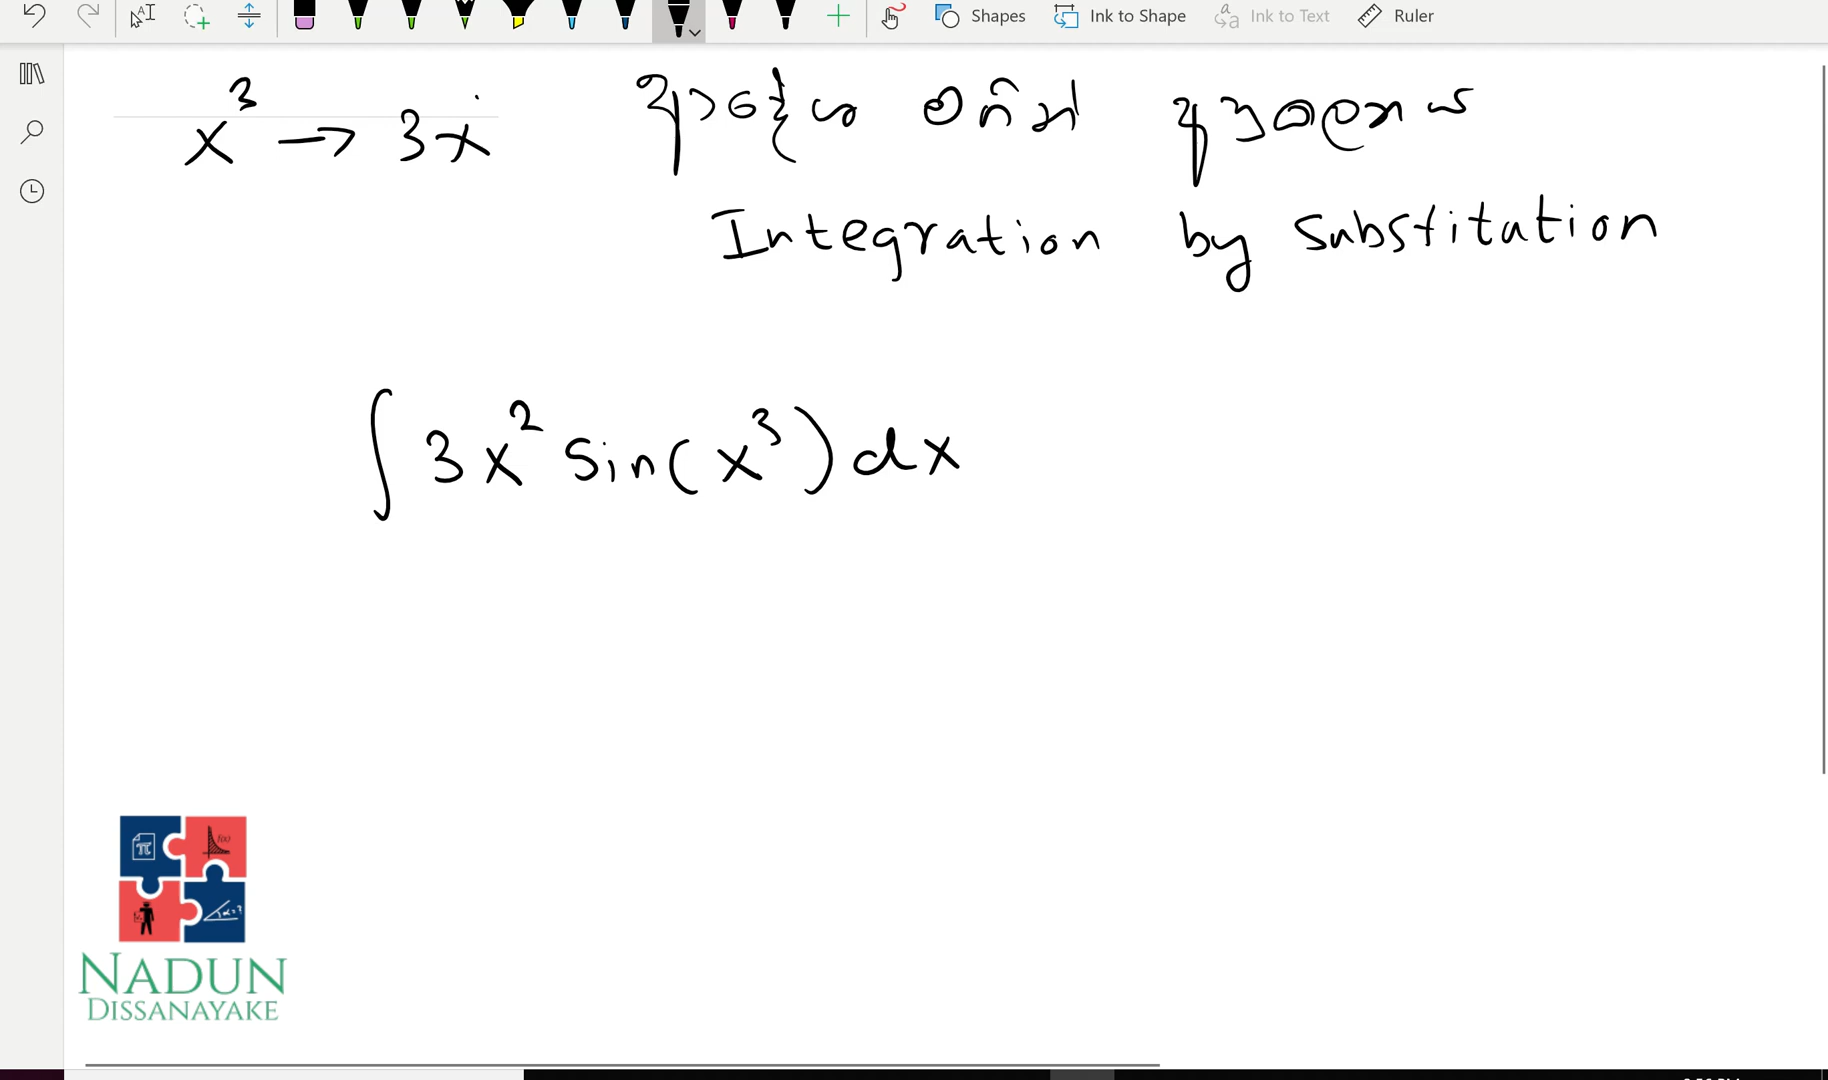 Shapes Ink to Shape Ink to Text Ruler
x³ → 3x
ආදේශ මගින් අනුකලනය
Integration by Substitution
∫ 3x² sin(x³) dx
NADUN
DISSANAYAKE